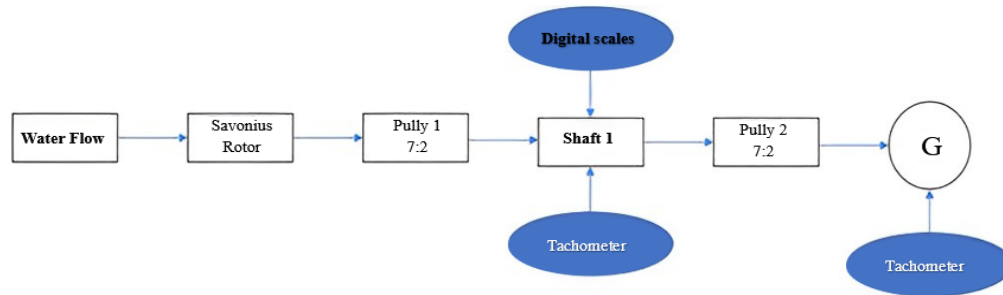 Digital scales
Water Flow
Savonius
Rotor
Pully 1
7:2
Shaft 1
Pully 2
7:2
G
Tachometer
Tachometer